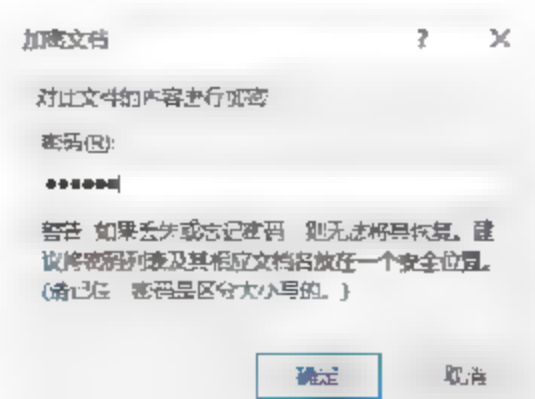 加密文档
?
对此文件的内容进行加密
密码(R):
●●●●●●
警告: 如果丢失或忘记密码，则无法将其恢复。建
议将密码列表及其相应文档名放在一个安全位置。
(请记住，密码是区分大小写的。)
确定
取消